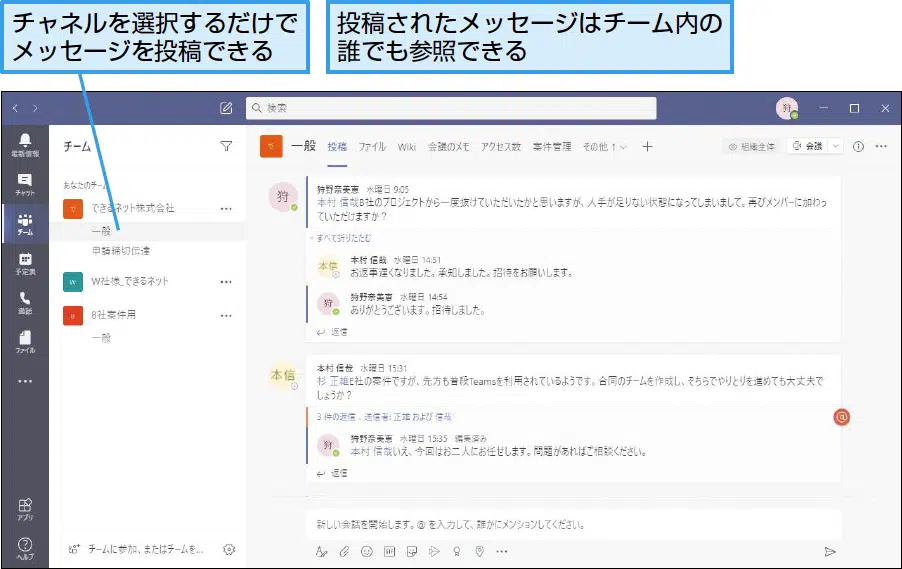 チャネルを選択するだけで
メッセージを投稿できる
投稿されたメッセージはチーム内の
誰でも参照できる
検索
狩
最新情報
チャット
チーム
予定表
通話
ファイル
アプリ
ヘルプ
チーム
あなたのチーム
で
できるネット株式会社
一般
申請締切伝達
W
W社様_できるネット
B
B社案件用
一般
チームに参加、またはチームを...
で
一般 投稿 ファイル Wiki 会議のメモ アクセス数 案件管理 その他 1
組織全体
会議
狩
狩野奈美恵 水曜日 9:05
本村 信哉B社のプロジェクトから一度抜けていただいたかと思いますが、人手が足りない状態になってしまいまして。再びメンバーに加わっ
ていただけますか？
すべて折りたたむ
本信
本村 信哉 水曜日 14:51
お返事遅くなりました。承知しました。招待をお願いします。
狩
狩野奈美恵 水曜日 14:54
ありがとうございます。招待しました。
返信
本信
本村 信哉 水曜日 15:31
杉 正雄E社の案件ですが、先方も普段Teamsを利用されているようです。合同のチームを作成し、そちらでやりとりを進めても大丈夫で
しょうか？
3 件の返信 、送信者: 正雄 および 信哉
狩
狩野奈美恵 水曜日 15:35 編集済み
本村 信哉いえ、今回はお二人にお任せします。問題があればご相談ください。
返信
新しい会話を開始します。@ を入力して、誰かにメンションしてください。